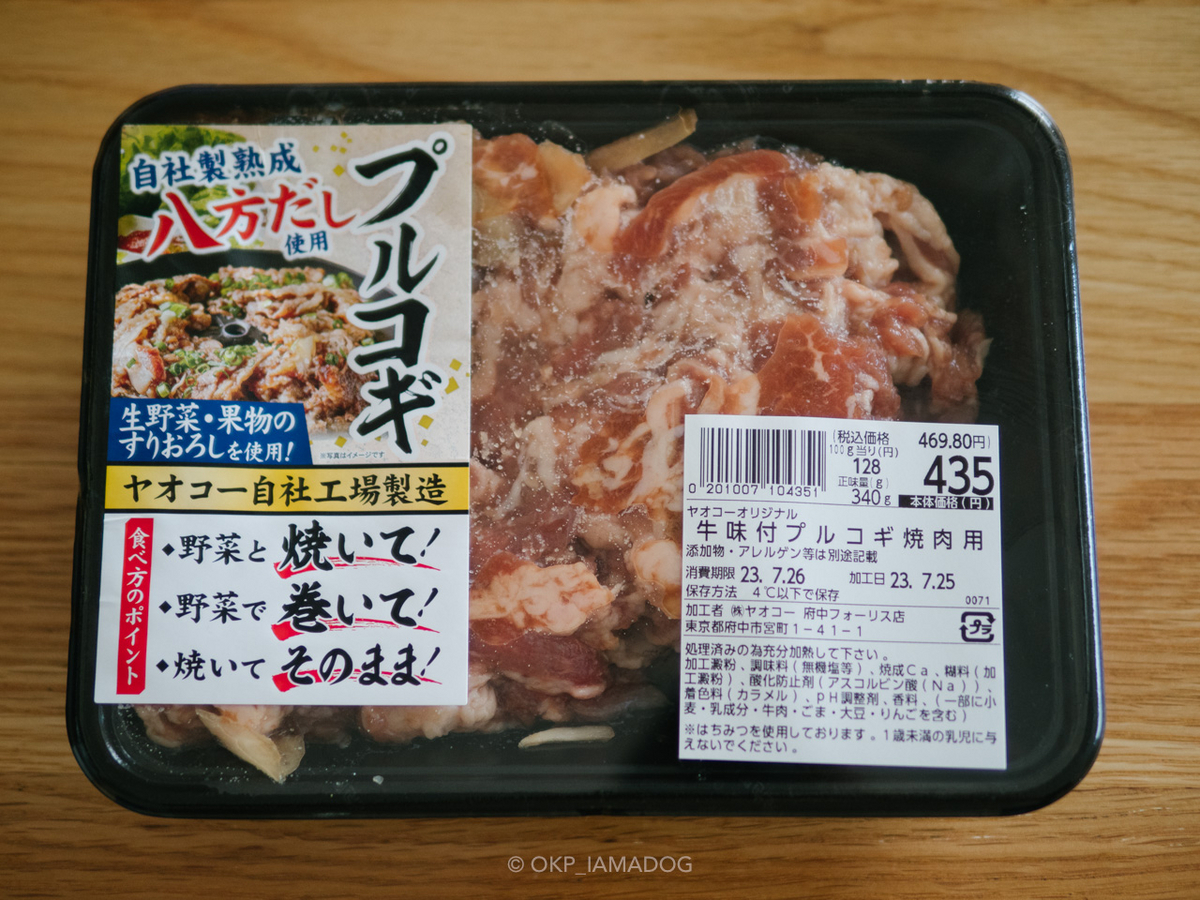 自社製熟成
八方だし
使用
プルコギ
生野菜・果物の
すりおろしを使用!
※写真はイメージです
ヤオコー自社工場製造
食べ方のポイント
◆野菜と 焼いて!
◆野菜で 巻いて!
◆焼いて そのまま!
(税込価格 469.80円)
100g当り(円)
128
435
正味量(g)
340g
本体価格(円)
0 201007 104351
ヤオコーオリジナル
牛味付プルコギ焼肉用
添加物・アレルゲン等は別途記載
消費期限 23. 7.26 加工日 23. 7.25
保存方法 4℃以下で保存
0071
加工者 ㈱ヤオコー 府中フォーリス店
東京都府中市宮町1-41-1
プラ
処理済みの為充分加熱して下さい。
加工澱粉、調味料(無機塩等)、焼成Ca、糊料(加
工澱粉)、酸化防止剤(アスコルビン酸(Na))、
着色料(カラメル)、pH調整剤、香料、(一部に小
麦・乳成分・牛肉・ごま・大豆・りんごを含む)
※はちみつを使用しております。1歳未満の乳児に与
えないでください。
© OKP_IAMADOG